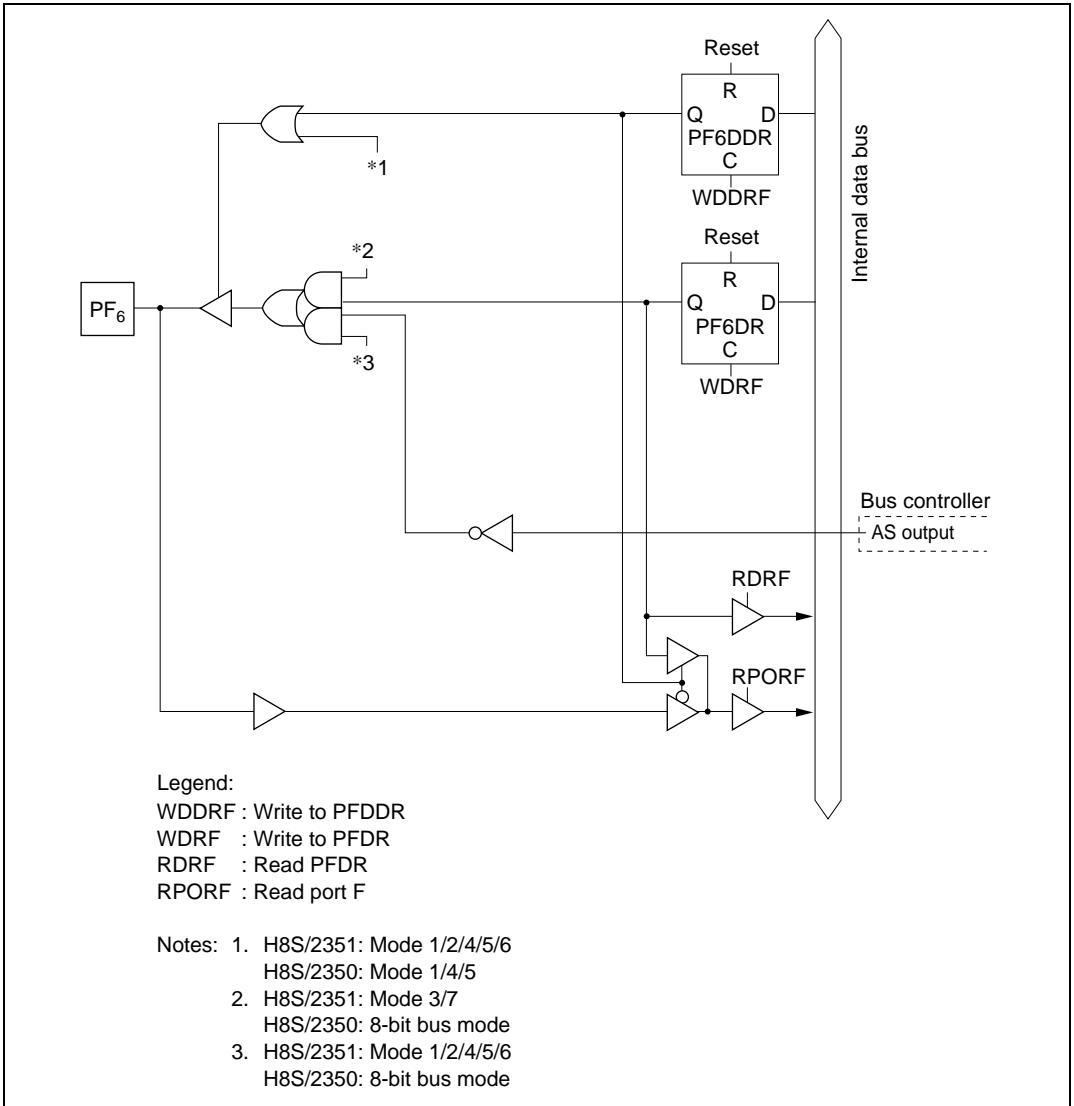 Reset
R
Q D
PF6DDR
C
WDDRF
*1
Internal data bus
Reset
*2
R
Q D
PF6DR
C
WDRF
PF6
*3
Bus controller
AS output
RDRF
RPORF
Legend:
WDDRF : Write to PFDDR
WDRF : Write to PFDR
RDRF : Read PFDR
RPORF : Read port F
Notes: 1. H8S/2351: Mode 1/2/4/5/6
H8S/2350: Mode 1/4/5
2. H8S/2351: Mode 3/7
H8S/2350: 8-bit bus mode
3. H8S/2351: Mode 1/2/4/5/6
H8S/2350: 8-bit bus mode